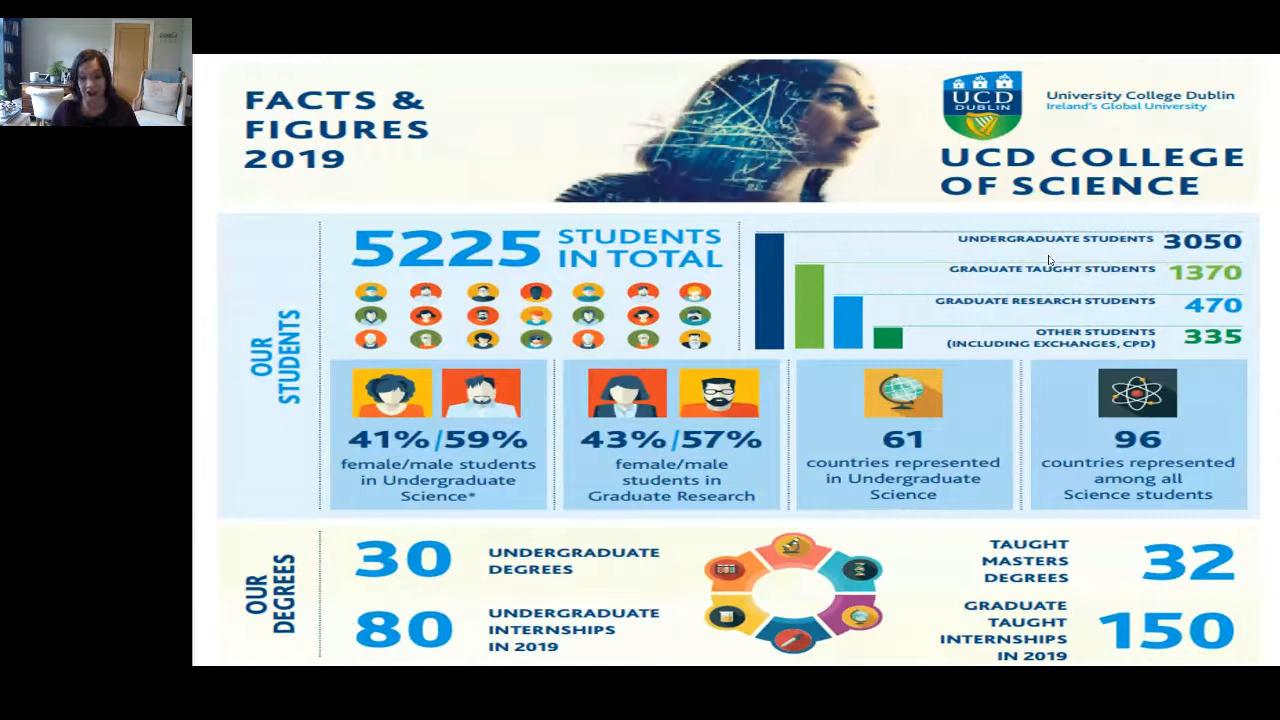 FACTS &
FIGURES
2019
UCD
DUBLIN
University College Dublin
Ireland's Global University
UCD COLLEGE
OF SCIENCE
OUR
STUDENTS
5225 STUDENTS
IN TOTAL
UNDERGRADUATE STUDENTS 3050
GRADUATE TAUGHT STUDENTS 1370
GRADUATE RESEARCH STUDENTS 470
OTHER STUDENTS
(INCLUDING EXCHANGES, CPD) 335
41%/59%
female/male students
in Undergraduate
Science*
43%/57%
female/male
students in
Graduate Research
61
countries represented
in Undergraduate
Science
96
countries represented
among all
Science students
OUR
DEGREES
30 UNDERGRADUATE
DEGREES
80 UNDERGRADUATE
INTERNSHIPS
IN 2019
TAUGHT
MASTERS
DEGREES 32
GRADUATE
TAUGHT
INTERNSHIPS
IN 2019 150